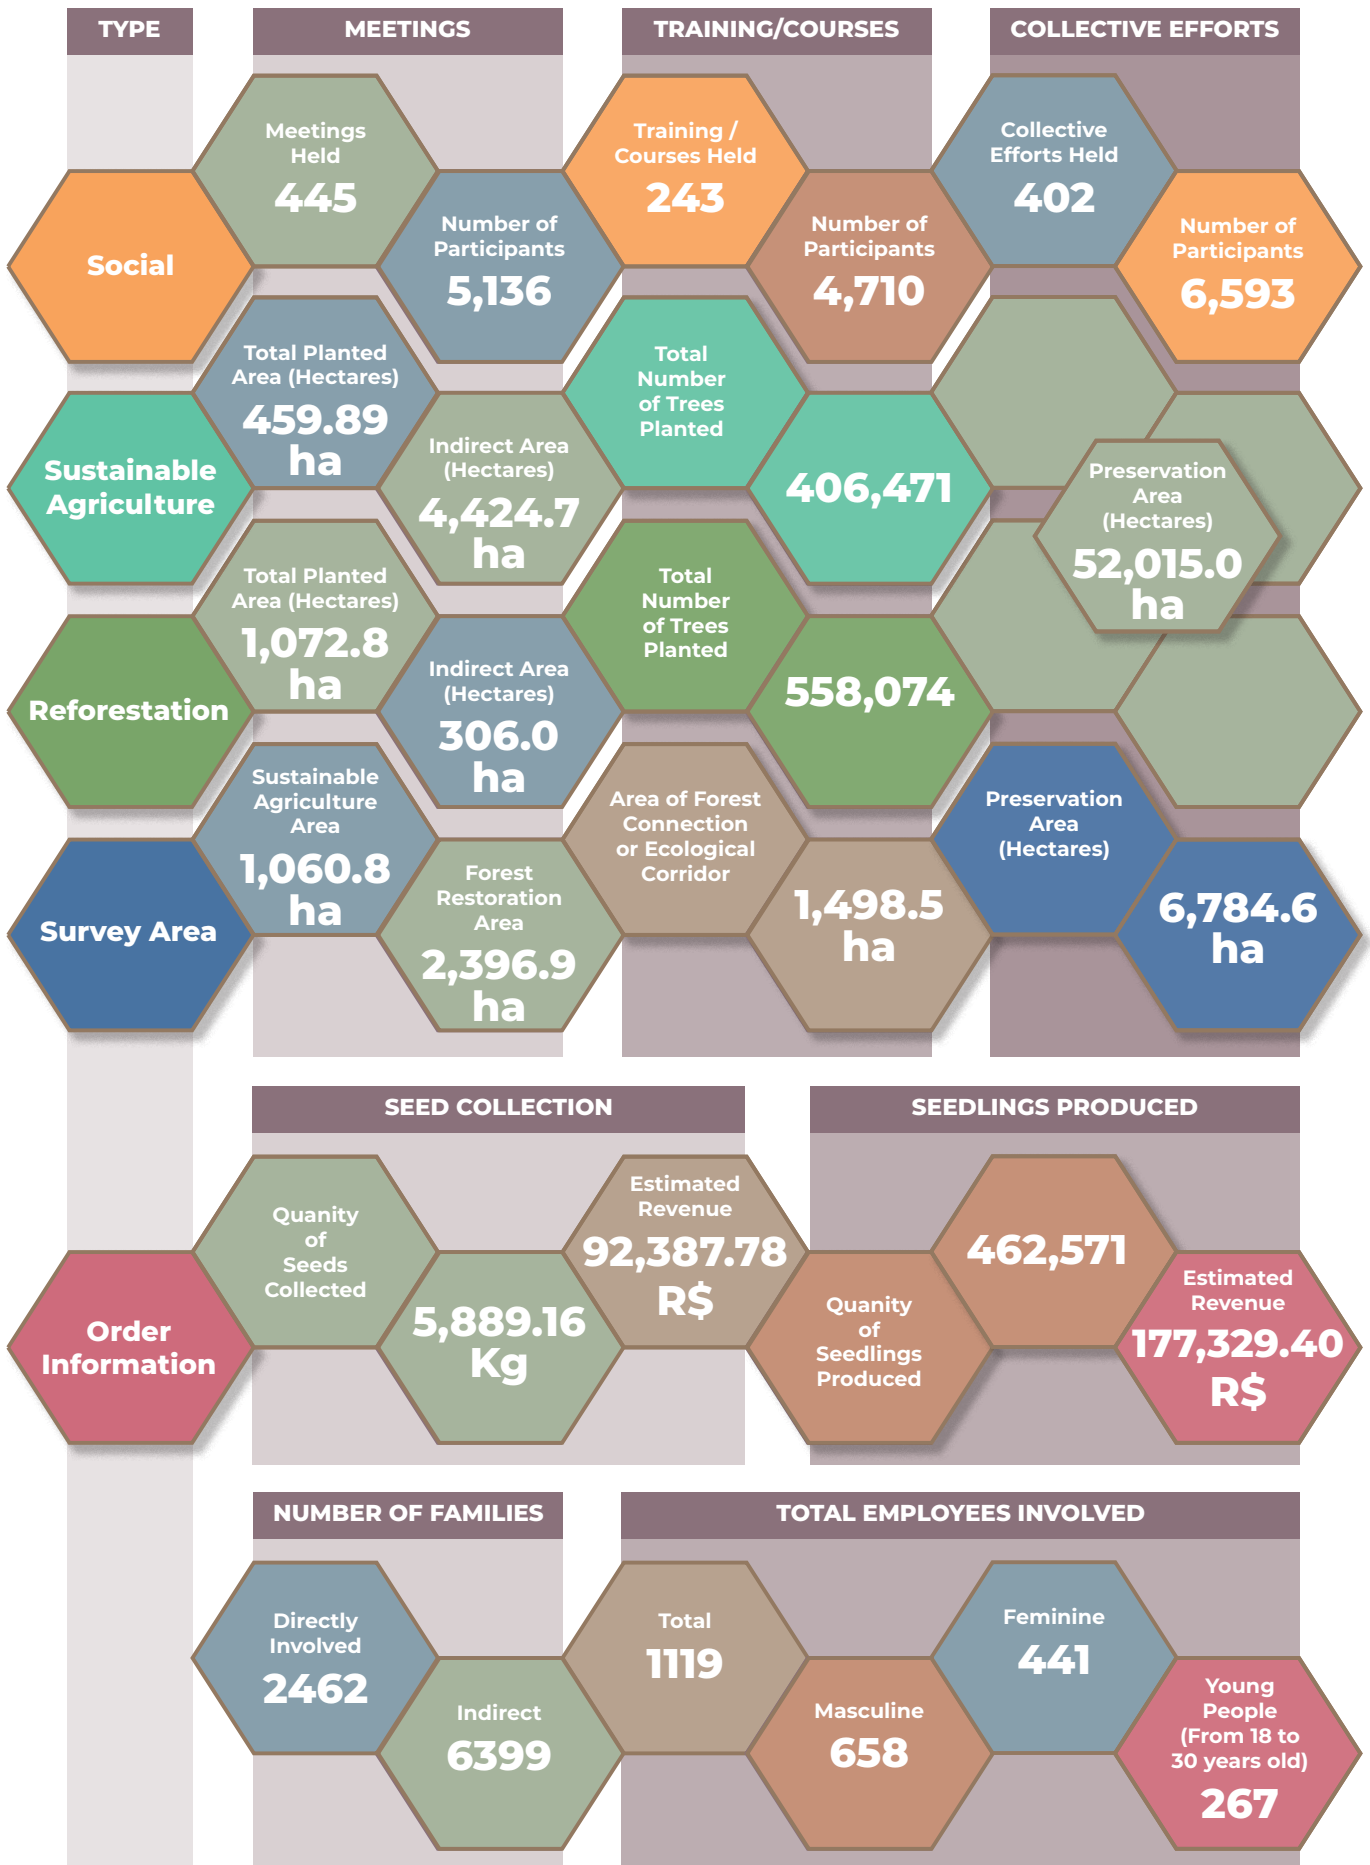 TYPE
MEETINGS
TRAINING/COURSES
COLLECTIVE EFFORTS
Social
Meetings
Held
445
Number of
Participants
5,136
Training /
Courses Held
243
Number of
Participants
4,710
Collective
Efforts Held
402
Number of
Participants
6,593
Sustainable
Agriculture
Total Planted
Area (Hectares)
459.89
ha
Indirect Area
(Hectares)
4,424.7
ha
Total
Number
of Trees
Planted
406,471
Preservation
Area
(Hectares)
52,015.0
ha
Reforestation
Total Planted
Area (Hectares)
1,072.8
ha
Indirect Area
(Hectares)
306.0
ha
Total
Number
of Trees
Planted
558,074
Survey Area
Sustainable
Agriculture
Area
1,060.8
ha
Forest
Restoration
Area
2,396.9
ha
Area of Forest
Connection
or Ecological
Corridor
1,498.5
ha
Preservation
Area
(Hectares)
6,784.6
ha
SEED COLLECTION
SEEDLINGS PRODUCED
Order
Information
Quanity
of
Seeds
Collected
5,889.16
Kg
Estimated
Revenue
92,387.78
R$
Quanity
of
Seedlings
Produced
462,571
Estimated
Revenue
177,329.40
R$
NUMBER OF FAMILIES
TOTAL EMPLOYEES INVOLVED
Directly
Involved
2462
Indirect
6399
Total
1119
Masculine
658
Feminine
441
Young
People
(From 18 to
30 years old)
267